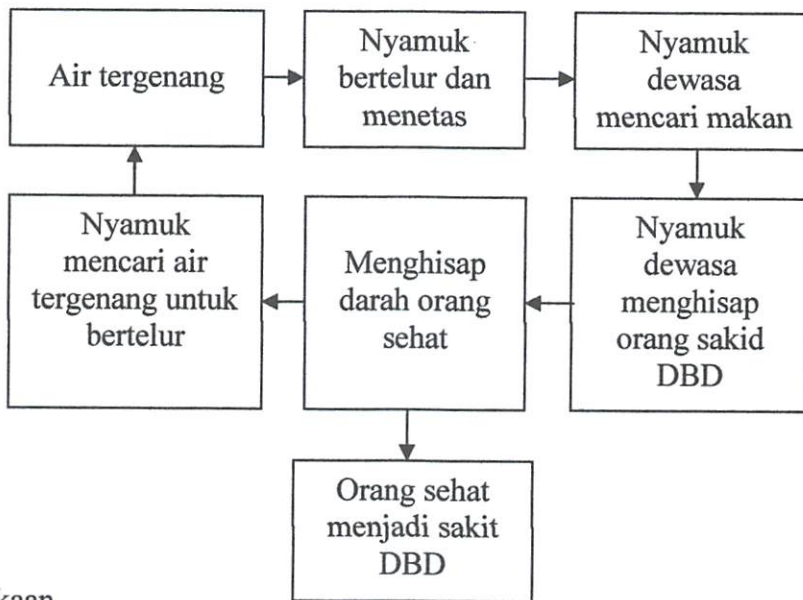 Air tergenang
Nyamuk
bertelur dan
menetas
Nyamuk
dewasa
mencari makan
Nyamuk
dewasa
menghisap
orang sakid
DBD
Menghisap
darah orang
sehat
Nyamuk
mencari air
tergenang untuk
bertelur
Orang sehat
menjadi sakit
DBD